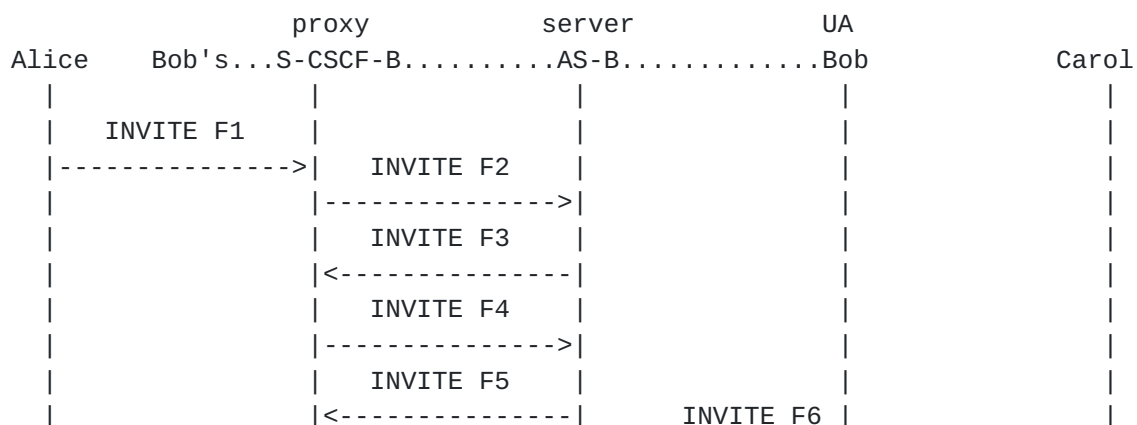 proxy server UA
Alice Bob's...S-CSCF-B..........AS-B.............Bob Carol
| | | | |
| INVITE F1 | | | |
|--------------->| INVITE F2 | | |
| |--------------->| | |
| | INVITE F3 | | |
| |<---------------| | |
| | INVITE F4 | | |
| |--------------->| | |
| | INVITE F5 | | |
| |<---------------| INVITE F6 | |